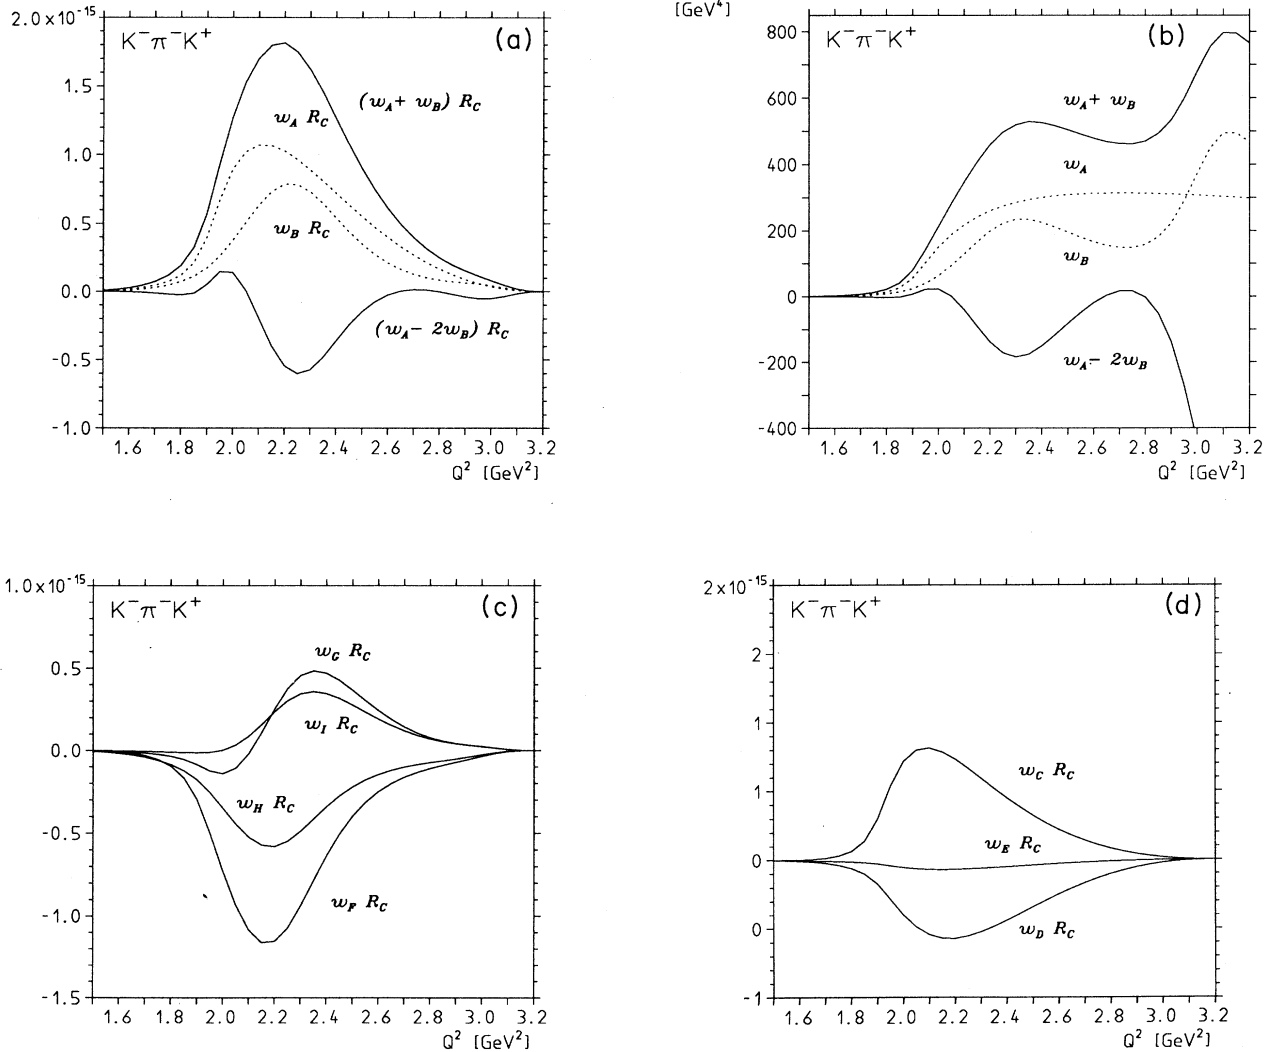 2.0×10⁻¹⁵
K⁻π⁻K⁺
(a)
1.5
(w_A + w_B) R_C
w_A R_C
1.0
0.5
w_B R_C
0.0
(w_A − 2w_B) R_C
-0.5
-1.0
1.6 1.8 2.0 2.2 2.4 2.6 2.8 3.0 3.2
Q² [GeV²]
[GeV⁴]
K⁻π⁻K⁺
(b)
800
600
w_A + w_B
400
w_A
200
w_B
0
-200
w_A − 2w_B
-400
1.6 1.8 2.0 2.2 2.4 2.6 2.8 3.0 3.2
Q² [GeV²]
1.0×10⁻¹⁵
K⁻π⁻K⁺
(c)
w_G R_C
0.5
w_I R_C
0.0
w_H R_C
-0.5
w_F R_C
-1.0
-1.5
1.6 1.8 2.0 2.2 2.4 2.6 2.8 3.0 3.2
Q² [GeV²]
2×10⁻¹⁵
K⁻π⁻K⁺
(d)
2
1
w_C R_C
1
w_E R_C
0
w_D R_C
0
-1
1.6 1.8 2.0 2.2 2.4 2.6 2.8 3.0 3.2
Q² [GeV²]